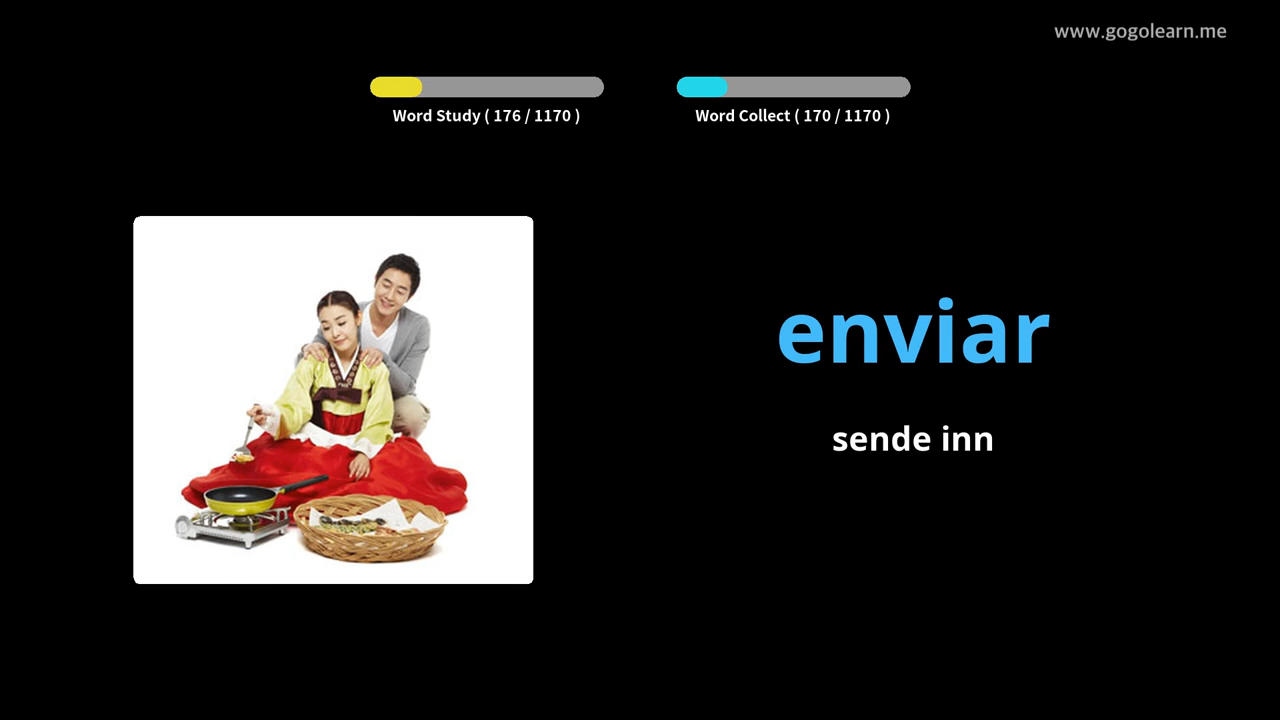 www.gogolearn.me
Word Study ( 176 / 1170 )
Word Collect ( 170 / 1170 )
enviar
sende inn